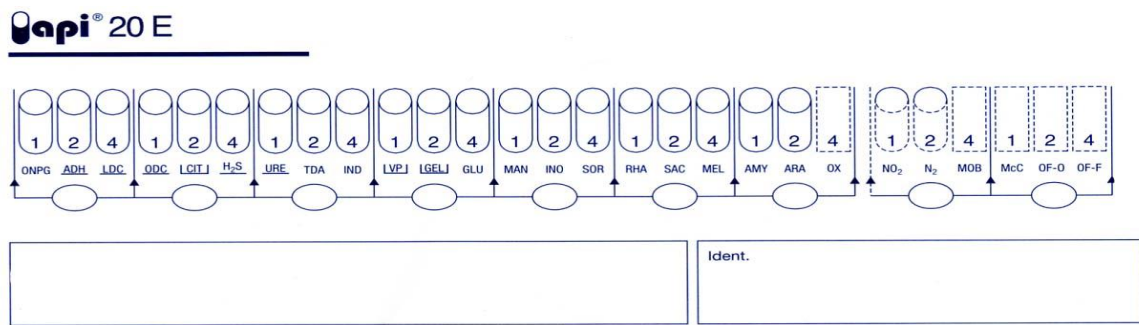 api® 20 E
1 2 4 1 2 4 1 2 4 1 2 4 1 2 4 1 2 4 1 2 4 1 2 4 1 2 4
ONPG ADH LDC ODC CIT H₂S URE TDA IND VP GEL GLU MAN INO SOR RHA SAC MEL AMY ARA OX NO₂ N₂ MOB McC OF-O OF-F
Ident.